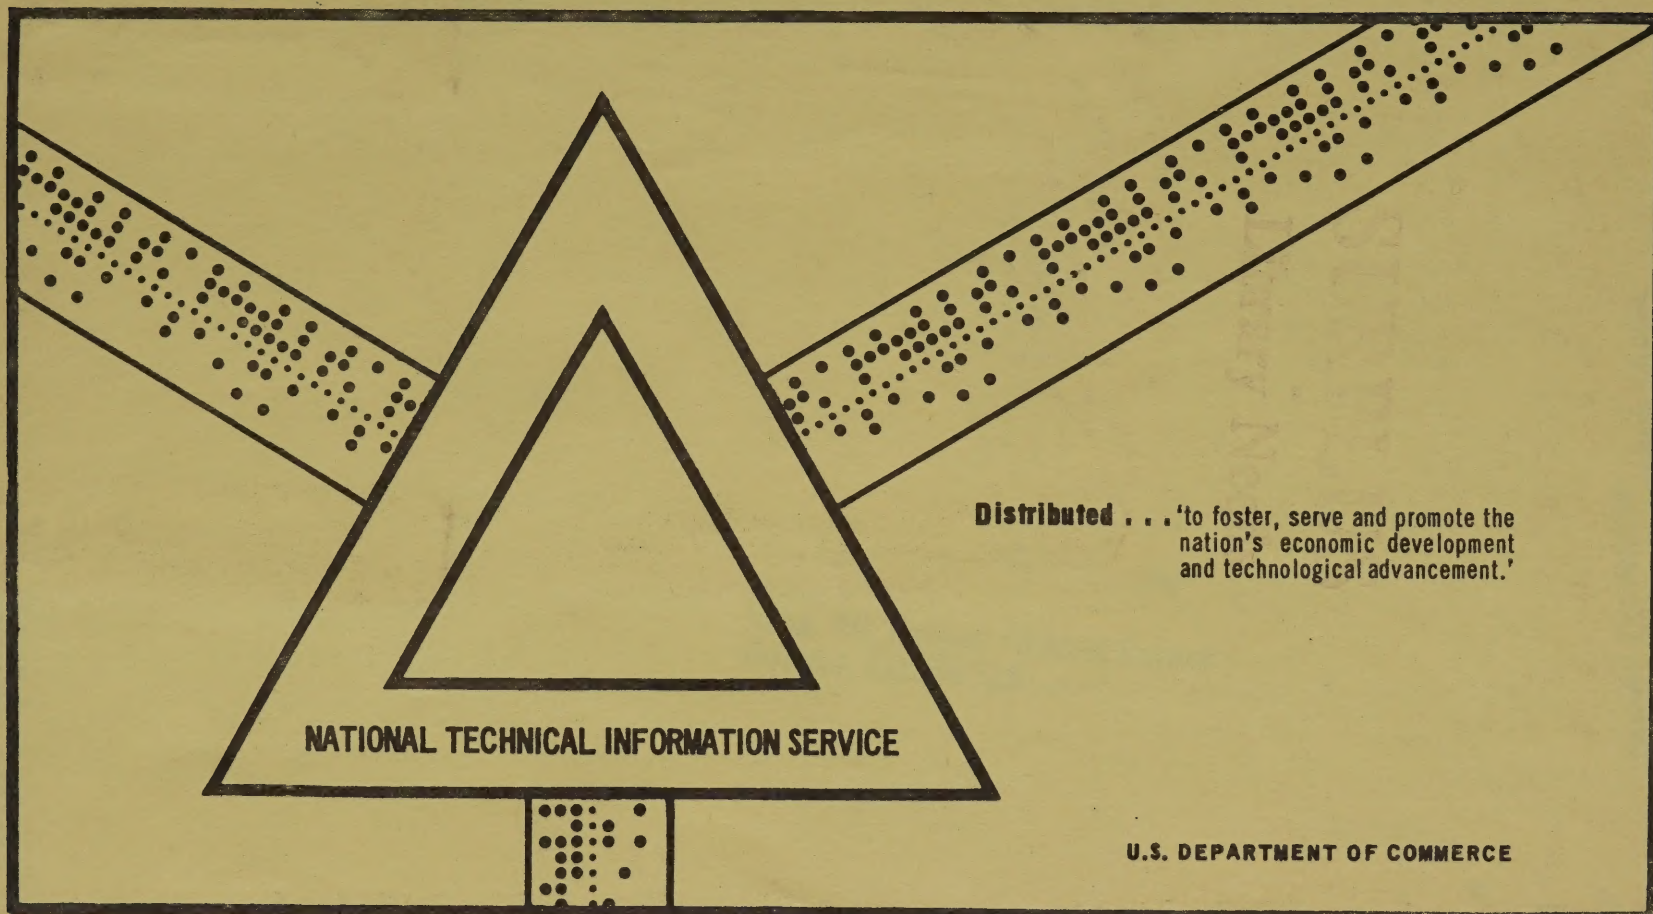 Distributed . . . 'to foster, serve and promote the
nation's economic development
and technological advancement.'
NATIONAL TECHNICAL INFORMATION SERVICE
U.S. DEPARTMENT OF COMMERCE